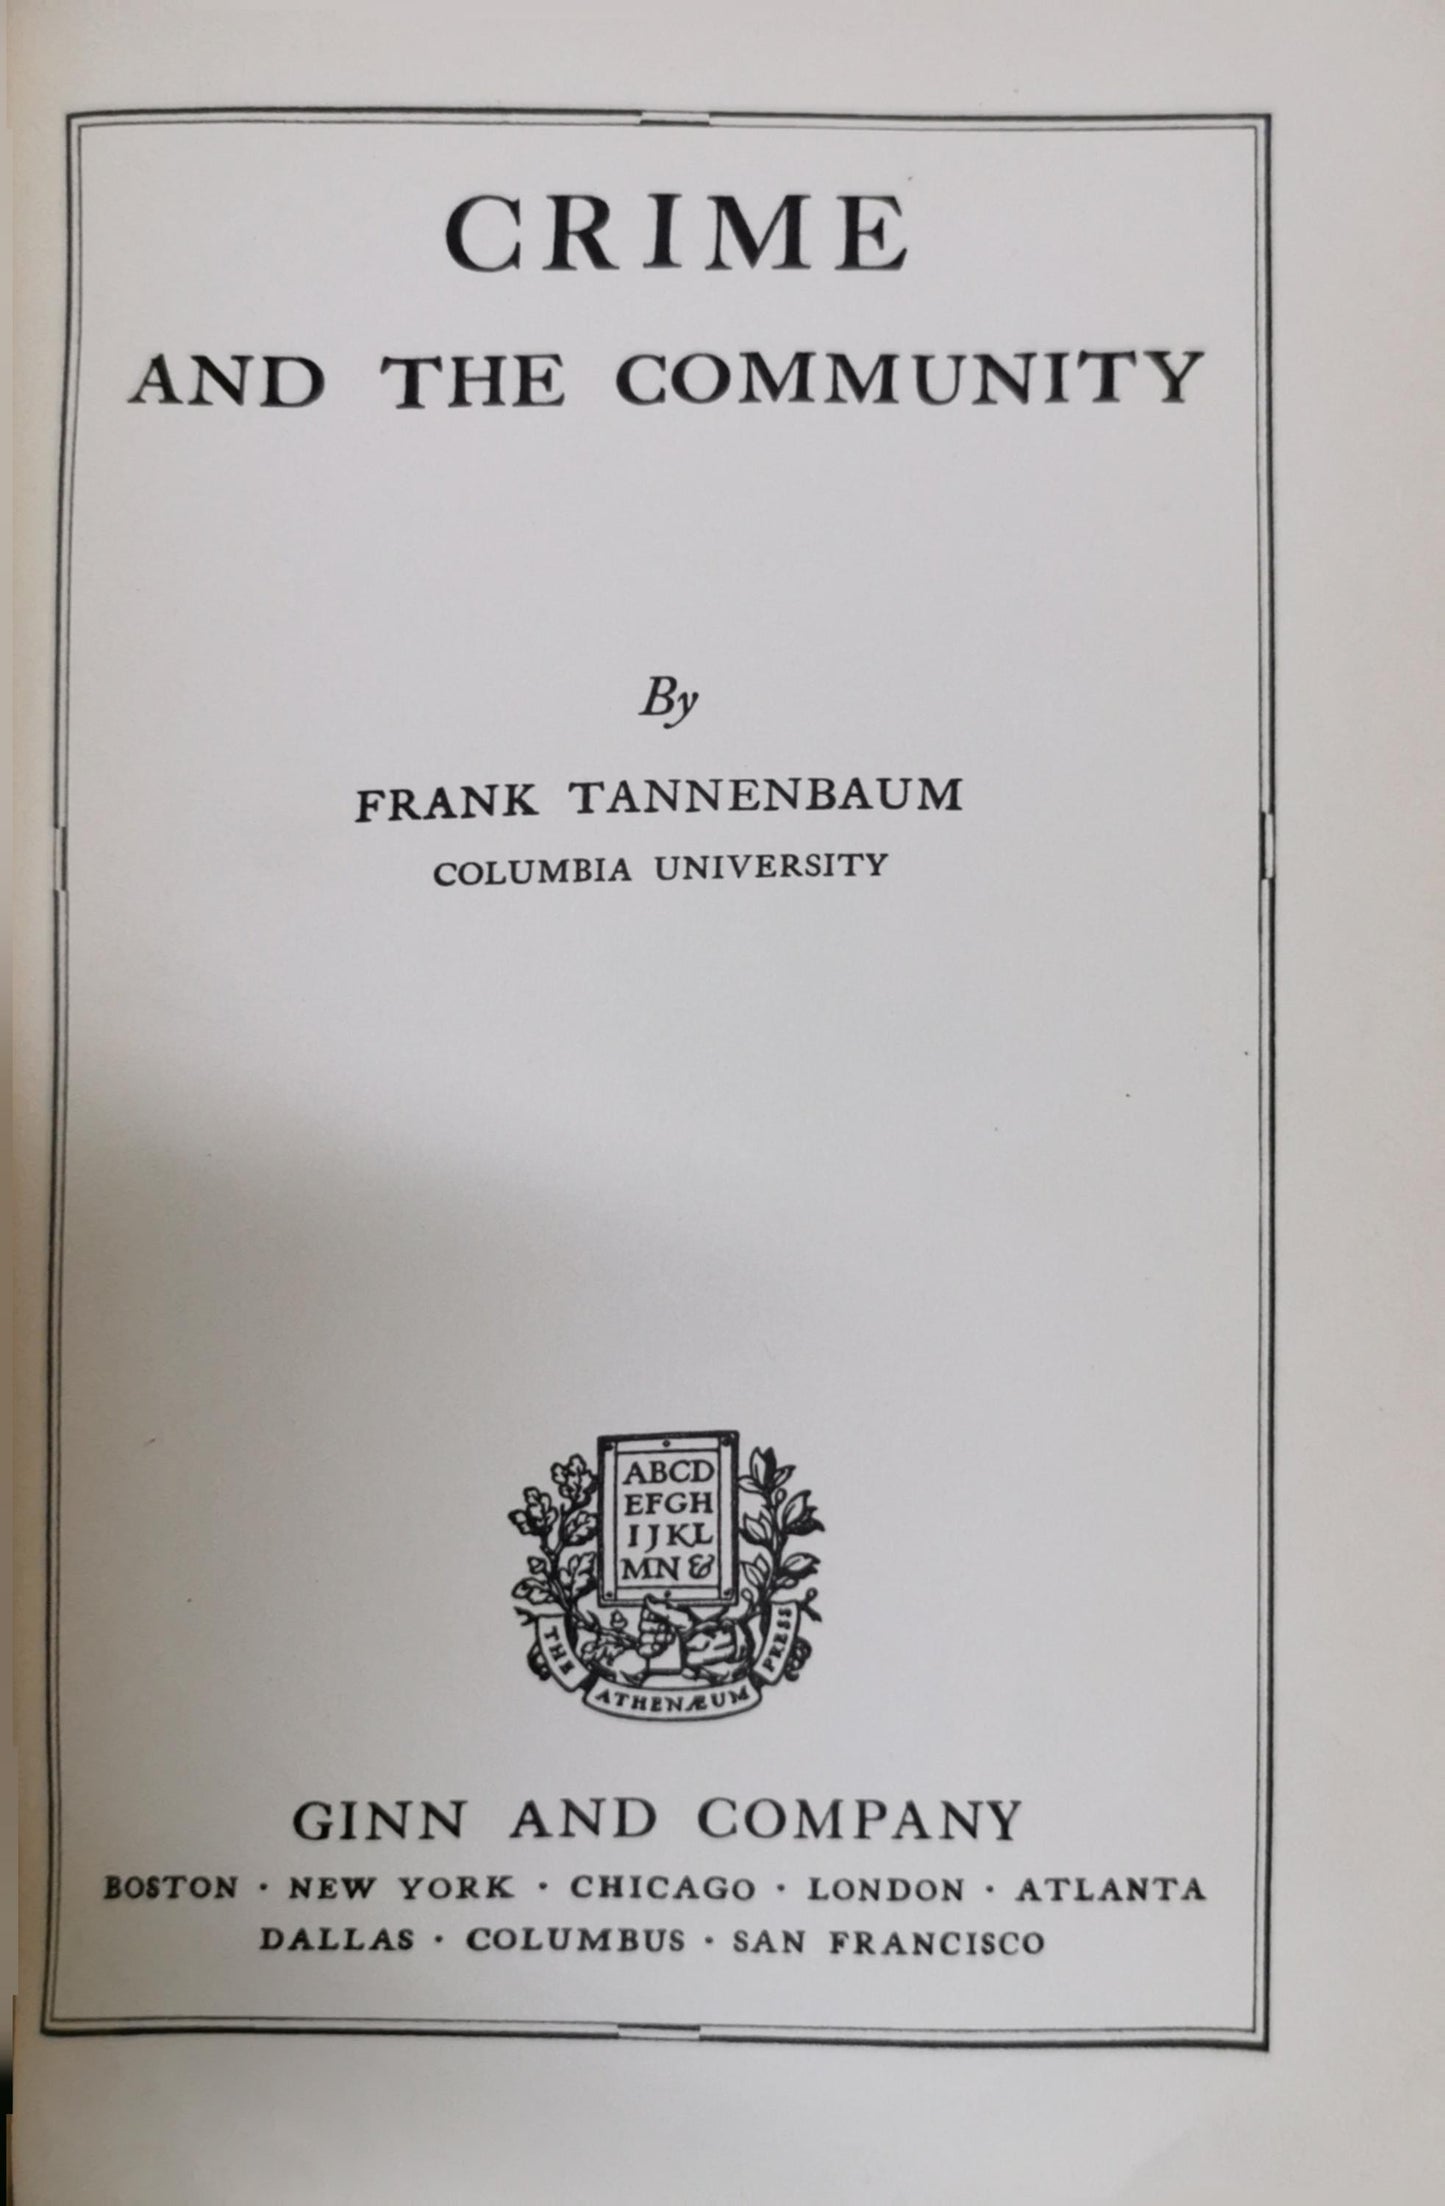 CRIME
AND THE COMMUNITY
By
FRANK TANNENBAUM
COLUMBIA UNIVERSITY
ABCD
EFGH
IJKL
MN &
THE ATHENÆUM PRESS
GINN AND COMPANY
BOSTON · NEW YORK · CHICAGO · LONDON · ATLANTA
DALLAS · COLUMBUS · SAN FRANCISCO